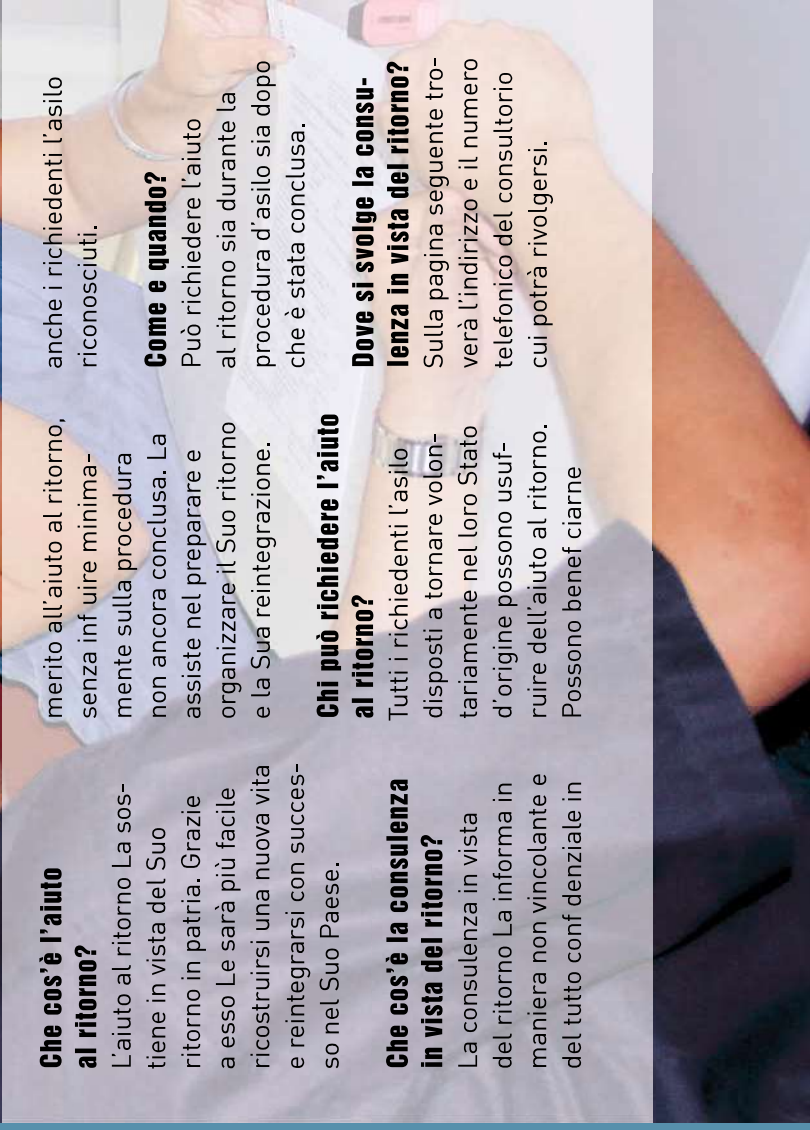 Che cos’è l’aiuto
al ritorno?
L’aiuto al ritorno La sos-
tiene in vista del Suo
ritorno in patria. Grazie
a esso Le sarà più facile
ricostruirsi una nuova vita
e reintegrarsi con succes-
so nel Suo Paese.
Che cos’è la consulenza
in vista del ritorno?
La consulenza in vista
del ritorno La informa in
maniera non vincolante e
del tutto conf denziale in
merito all’aiuto al ritorno,
senza inf uire minima-
mente sulla procedura
non ancora conclusa. La
assiste nel preparare e
organizzare il Suo ritorno
e la Sua reintegrazione.
Chi può richiedere l’aiuto
al ritorno?
Tutti i richiedenti l’asilo
disposti a tornare volon-
tariamente nel loro Stato
d’origine possono usuf-
ruire dell’aiuto al ritorno.
Possono benef ciarne
anche i richiedenti l’asilo
riconosciuti.
Come e quando?
Può richiedere l’aiuto
al ritorno sia durante la
procedura d’asilo sia dopo
che è stata conclusa.
Dove si svolge la consu-
lenza in vista del ritorno?
Sulla pagina seguente tro-
verà l’indirizzo e il numero
telefonico del consultorio
cui potrà rivolgersi.